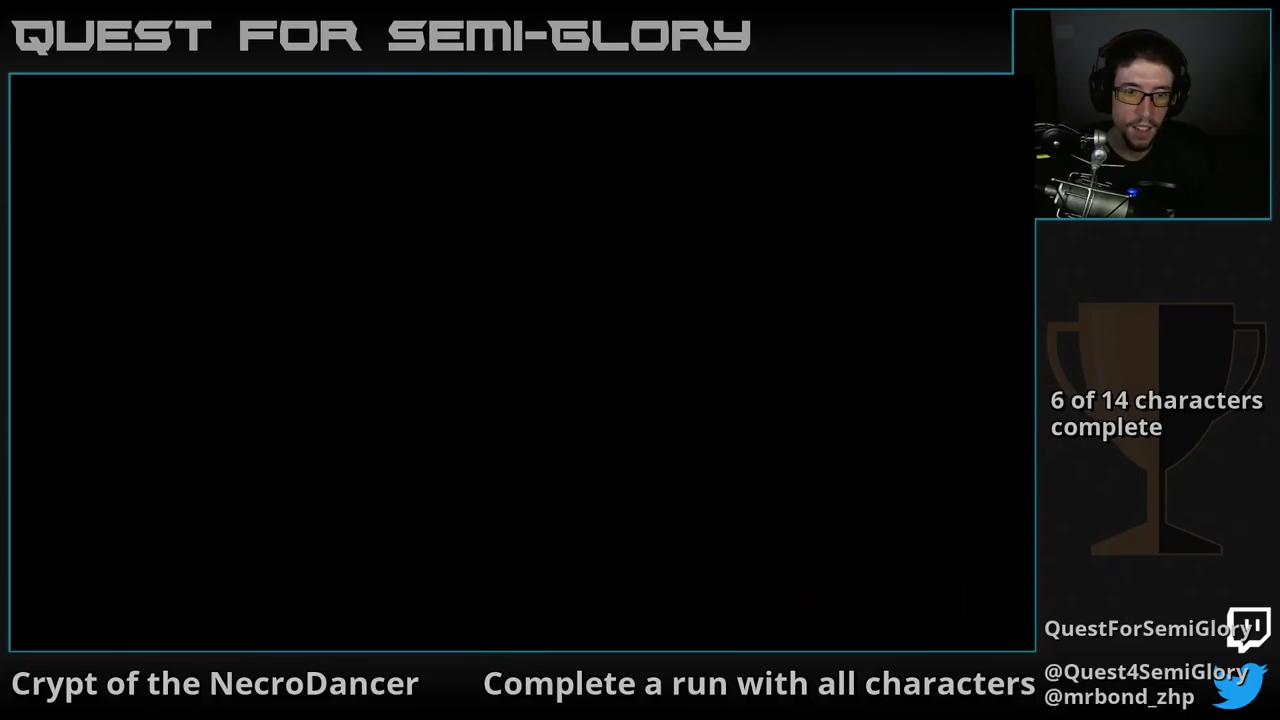 QUEST FOR SEMI-GLORY
6 of 14 characters
complete
QuestForSemiGlory
@Quest4SemiGlory
@mrbond_zhp
Crypt of the NecroDancer
Complete a run with all characters